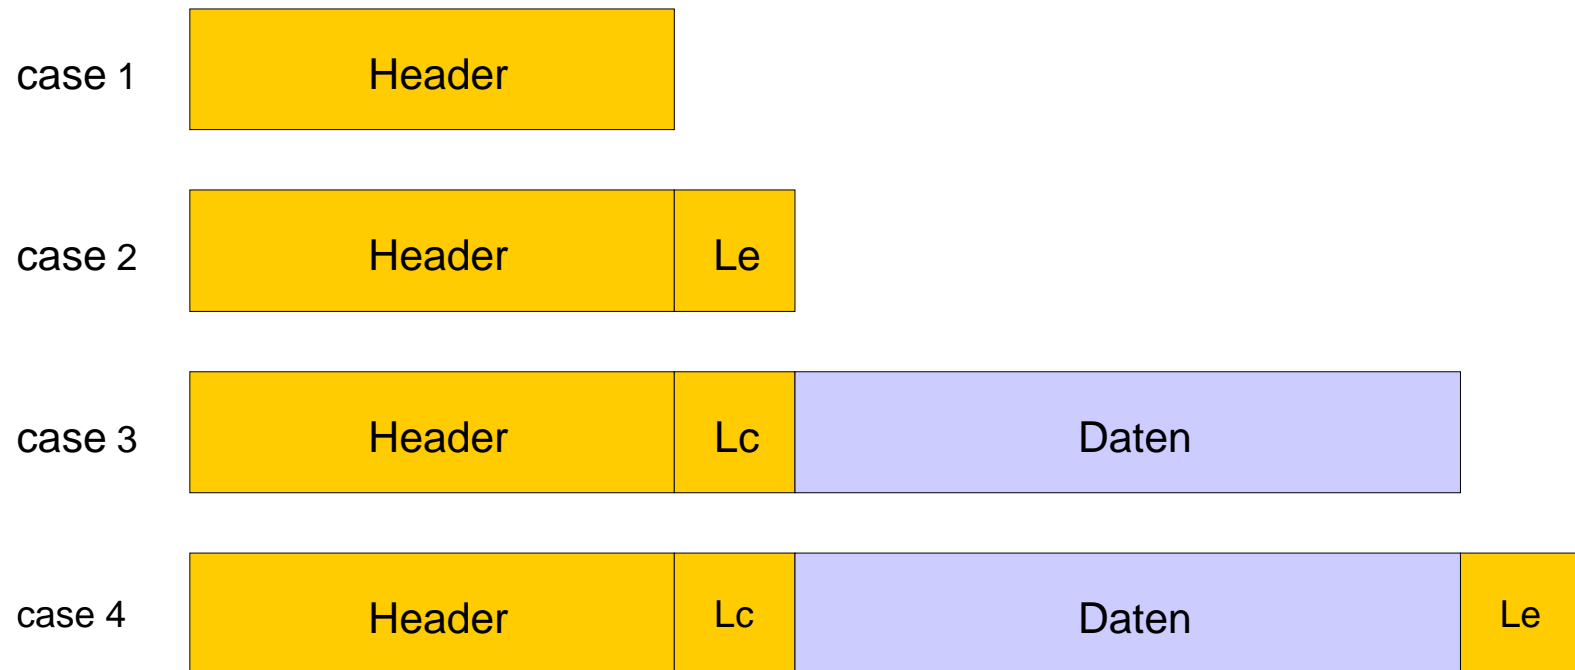 case 1 Header
case 2 Header Le
case 3 Header Lc Daten
case 4 Header Lc Daten Le